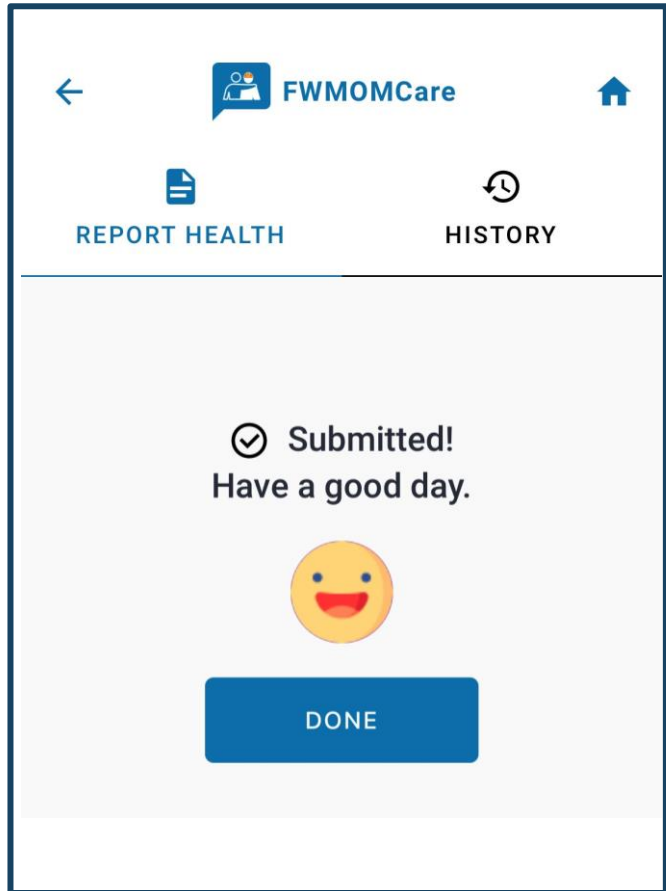 FWMOMCare
REPORT HEALTH
HISTORY
Submitted!
Have a good day.
DONE